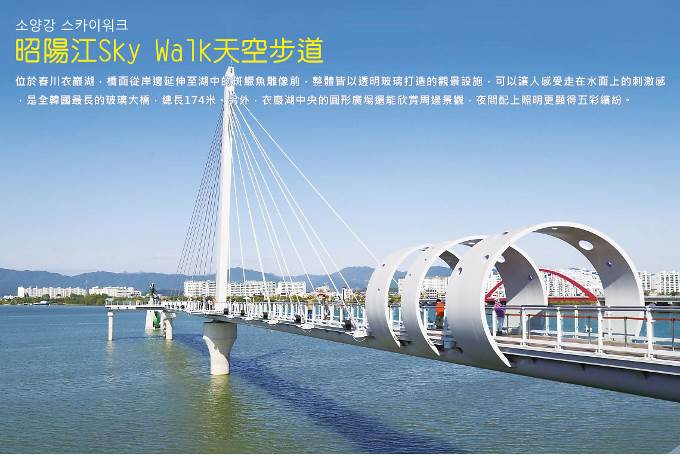 소양강 스카이워크
昭陽江Sky Walk天空步道
位於春川衣巖湖，橋面從岸邊延伸至湖中的斑鱖魚雕像前，整體皆以透明玻璃打造的觀景設施，可以讓人感受走在水面上的刺激感
，是全韓國最長的玻璃大橋，總長174米。另外，衣巖湖中央的圓形廣場還能欣賞周邊景觀，夜間配上照明更顯得五彩繽紛。